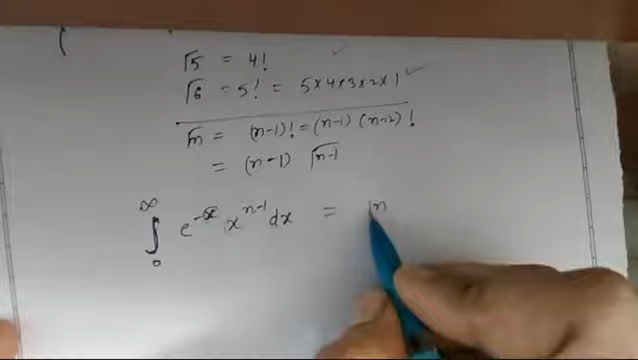 Γ5 = 4!
Γ6 = 5! = 5×4×3×2×1
Γn = (n-1)! = (n-1) (n-2)!
= (n-1) Γn-1
∫₀^∞ e^-x x^n-1 dx = Γn